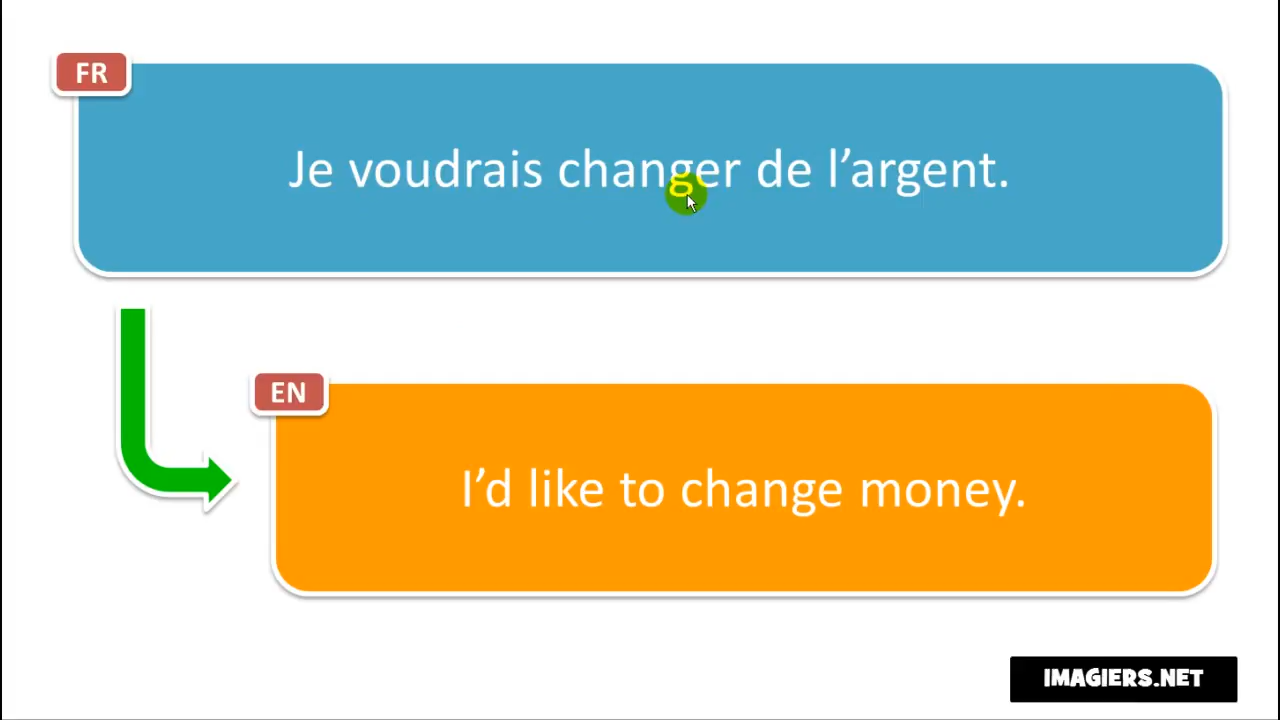 FR
Je voudrais changer de l’argent.
EN
I’d like to change money.
IMAGIERS.NET